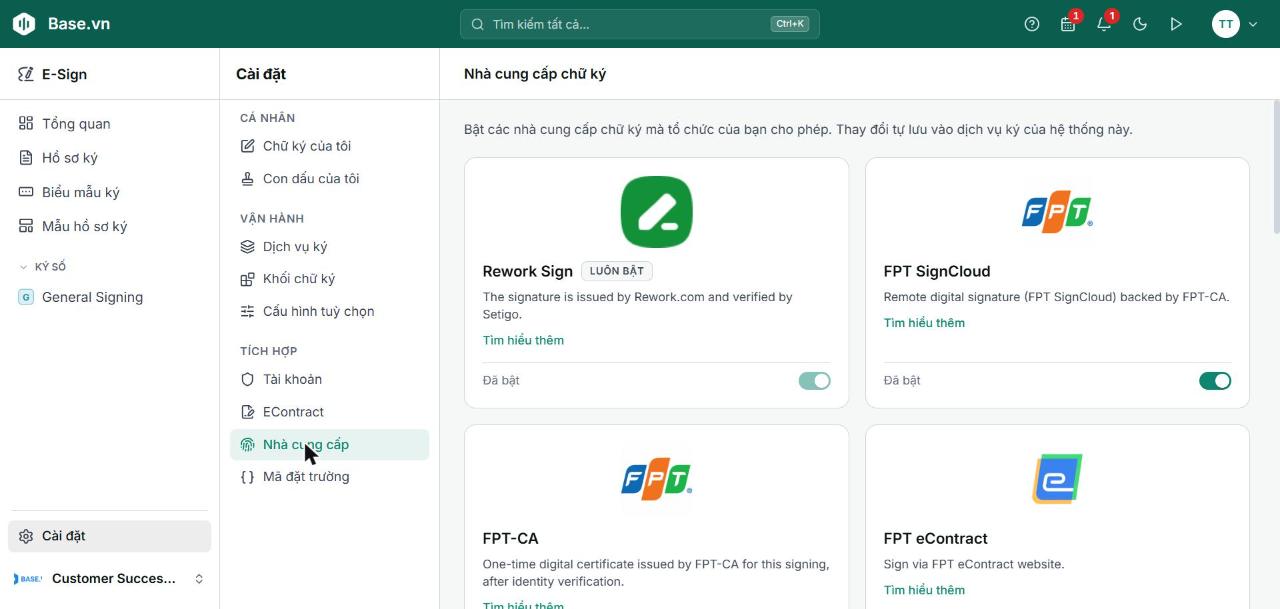 Base.vn
Tìm kiếm tất cả...
Ctrl+K
1
1
TT
E-Sign
Tổng quan
Hồ sơ ký
Biểu mẫu ký
Mẫu hồ sơ ký
KÝ SỐ
G
General Signing
Cài đặt
BASE.
Customer Succes...
Cài đặt
CÁ NHÂN
Chữ ký của tôi
Con dấu của tôi
VẬN HÀNH
Dịch vụ ký
Khối chữ ký
Cấu hình tuỳ chọn
TÍCH HỢP
Tài khoản
EContract
Nhà cung cấp
Mã đặt trường
Nhà cung cấp chữ ký
Bật các nhà cung cấp chữ ký mà tổ chức của bạn cho phép. Thay đổi tự lưu vào dịch vụ ký của hệ thống này.
Rework Sign
LUÔN BẬT
The signature is issued by Rework.com and verified by
Setigo.
Tìm hiểu thêm
Đã bật
FPT
FPT SignCloud
Remote digital signature (FPT SignCloud) backed by FPT-CA.
Tìm hiểu thêm
Đã bật
FPT
FPT-CA
One-time digital certificate issued by FPT-CA for this signing,
after identity verification.
Tìm hiểu thêm
FPT eContract
Sign via FPT eContract website.
Tìm hiểu thêm